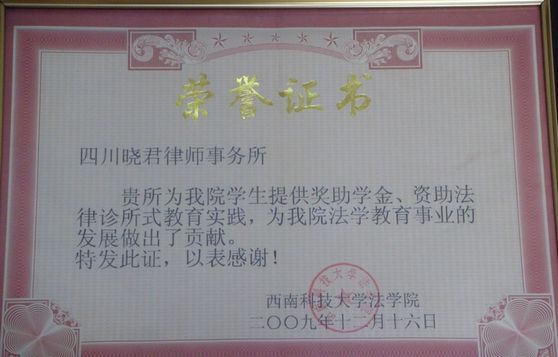 荣誉证书
四川晓君律师事务所
贵所为我院学生提供奖助学金、资助法
律诊所式教育实践，为我院法学教育事业的
发展做出了贡献。
特发此证，以表感谢！
西南科技大学法学院
二〇〇九年十二月十六日